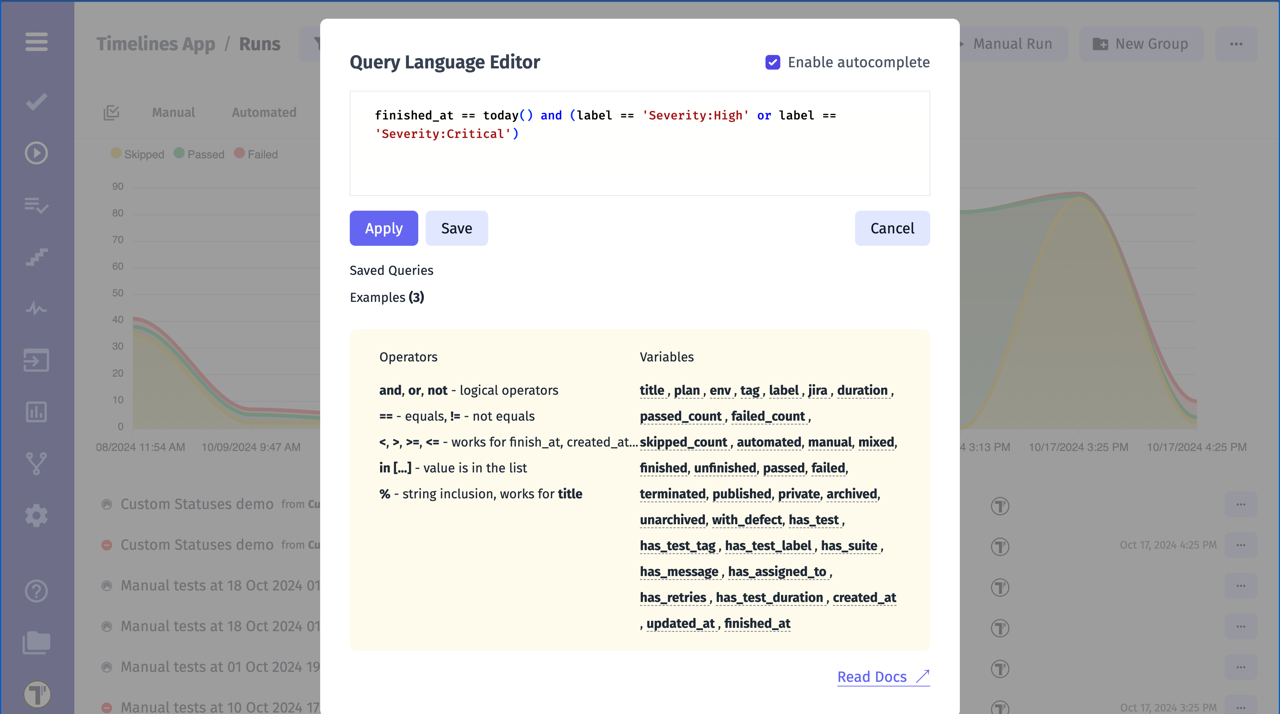 Timelines App / Runs
Manual Run
New Group
Manual
Automated
Skipped
Passed
Failed
90
80
70
60
50
40
30
20
10
0
08/2024 11:54 AM
10/09/2024 9:47 AM
3:13 PM
10/17/2024 3:25 PM
10/17/2024 4:25 PM
Query Language Editor
Enable autocomplete
finished_at == today() and (label == 'Severity:High' or label ==
'Severity:Critical')
Apply
Save
Cancel
Saved Queries
Examples (3)
Operators
and, or, not - logical operators
== - equals, != - not equals
<, >, >=, <= - works for finish_at, created_at...
in [...] - value is in the list
% - string inclusion, works for title
Variables
title , plan , env , tag , label , jira , duration ,
passed_count , failed_count ,
skipped_count , automated, manual, mixed,
finished, unfinished, passed, failed,
terminated, published, private, archived,
unarchived, with_defect, has_test ,
has_test_tag , has_test_label , has_suite ,
has_message , has_assigned_to ,
has_retries , has_test_duration , created_at
, updated_at , finished_at
Read Docs
Custom Statuses demo from Cu
Custom Statuses demo from Cu
Oct 17, 2024 4:25 PM
Manual tests at 18 Oct 2024 01
Manual tests at 18 Oct 2024 01
Manual tests at 01 Oct 2024 19
Manual tests at 10 Oct 2024 17
Oct 17, 2024 3:25 PM